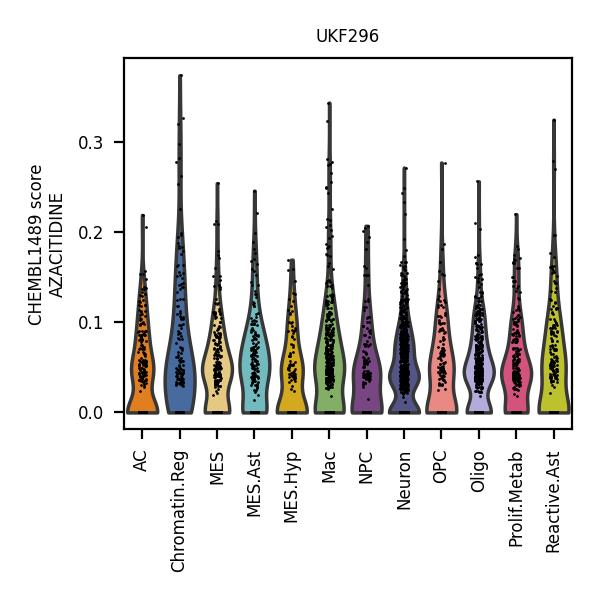 UKF296
CHEMBL1489 score
AZACITIDINE
0.3
0.2
0.1
0.0
AC
Chromatin.Reg
MES
MES.Ast
MES.Hyp
Mac
NPC
Neuron
OPC
Oligo
Prolif.Metab
Reactive.Ast